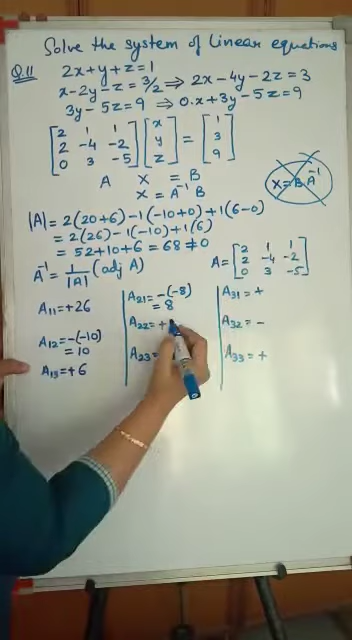 Solve the system of Linear equations
Q.11 2x+y+z=1
x-2y-z=3/2 ⇒ 2x-4y-2z=3
3y-5z=9 ⇒ 0.x+3y-5z=9
[2 1 1] [x] = [1]
[2 -4 -2] [y] [3]
[0 3 -5] [z] [9]
A X = B
X = A⁻¹ B
X=BA⁻¹
|A| = 2(20+6)-1(-10+0)+1(6-0)
= 2(26)-1(-10)+1(6)
= 52+10+6=68≠0
A⁻¹ = 1/|A| (adj A)
A= [2 1 1]
[2 -4 -2]
[0 3 -5]
A11=+26
A12=-(-10)
=10
A13=+6
A21=-(-8)
=8
A22=+
A23=
A31=+
A32=-
A33=+